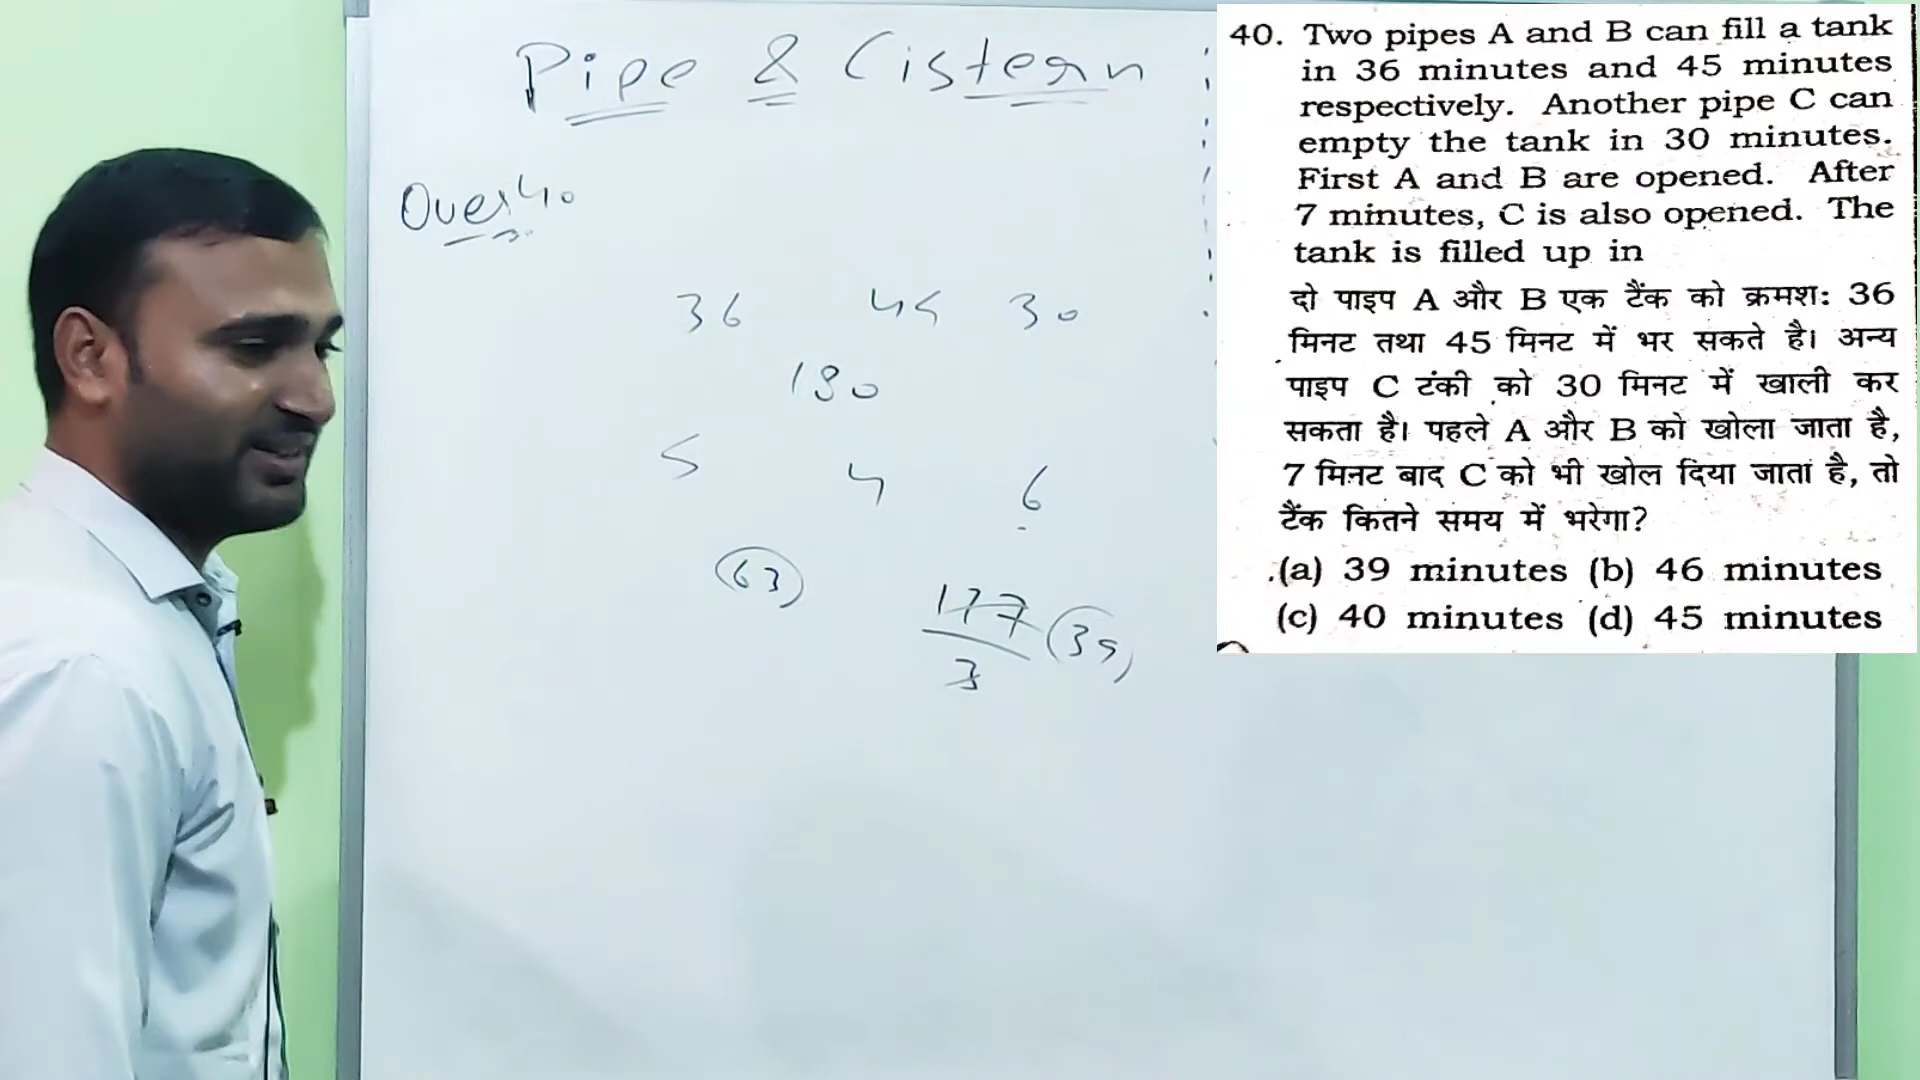 Pipe & Cistern
Ques 40
36 45 30
180
5 4 6
63
177
3
39
40. Two pipes A and B can fill a tank
in 36 minutes and 45 minutes
respectively. Another pipe C can
empty the tank in 30 minutes.
First A and B are opened. After
7 minutes, C is also opened. The
tank is filled up in
दो पाइप A और B एक टैंक को क्रमश: 36
मिनट तथा 45 मिनट में भर सकते है। अन्य
पाइप C टंकी को 30 मिनट में खाली कर
सकता है। पहले A और B को खोला जाता है,
7 मिनट बाद C को भी खोल दिया जाता है, तो
टैंक कितने समय में भरेगा?
(a) 39 minutes (b) 46 minutes
(c) 40 minutes (d) 45 minutes